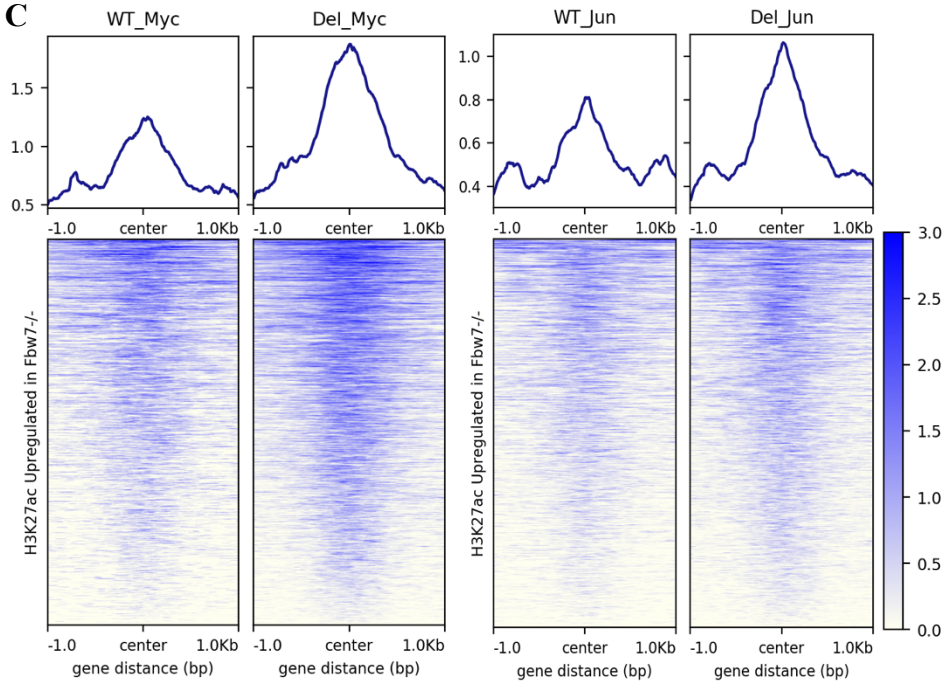 C
WT_Myc
Del_Myc
WT_Jun
Del_Jun
1.5
1.0
0.5
1.0
0.8
0.6
0.4
-1.0 center 1.0Kb
-1.0 center 1.0Kb
-1.0 center 1.0Kb
-1.0 center 1.0Kb
H3K27ac Upregulated in Fbw7-/-
H3K27ac Upregulated in Fbw7-/-
3.0
2.5
2.0
1.5
1.0
0.5
0.0
-1.0 center 1.0Kb
-1.0 center 1.0Kb
-1.0 center 1.0Kb
-1.0 center 1.0Kb
gene distance (bp)
gene distance (bp)
gene distance (bp)
gene distance (bp)